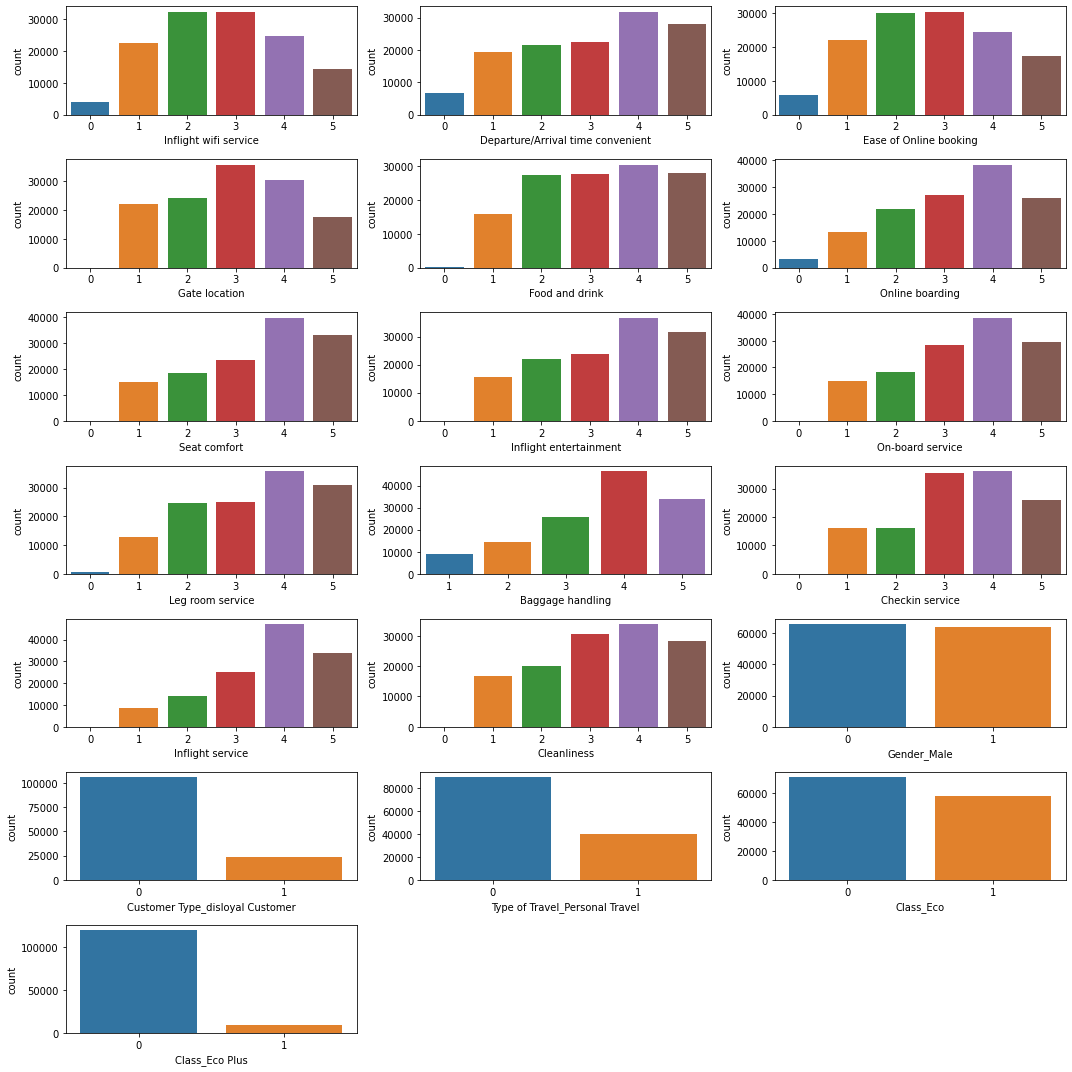 30000
20000
10000
0
count
0 1 2 3 4 5
Inflight wifi service
30000
20000
10000
0
count
0 1 2 3 4 5
Departure/Arrival time convenient
30000
20000
10000
0
count
0 1 2 3 4 5
Ease of Online booking
30000
20000
10000
0
count
0 1 2 3 4 5
Gate location
30000
20000
10000
0
count
0 1 2 3 4 5
Food and drink
40000
30000
20000
10000
0
count
0 1 2 3 4 5
Online boarding
40000
30000
20000
10000
0
count
0 1 2 3 4 5
Seat comfort
30000
20000
10000
0
count
0 1 2 3 4 5
Inflight entertainment
40000
30000
20000
10000
0
count
0 1 2 3 4 5
On-board service
30000
20000
10000
0
count
0 1 2 3 4 5
Leg room service
40000
30000
20000
10000
0
count
1 2 3 4 5
Baggage handling
30000
20000
10000
0
count
0 1 2 3 4 5
Checkin service
40000
30000
20000
10000
0
count
0 1 2 3 4 5
Inflight service
30000
20000
10000
0
count
0 1 2 3 4 5
Cleanliness
60000
40000
20000
0
count
0 1
Gender_Male
100000
75000
50000
25000
0
count
0 1
Customer Type_disloyal Customer
80000
60000
40000
20000
0
count
0 1
Type of Travel_Personal Travel
60000
40000
20000
0
count
0 1
Class_Eco
100000
50000
0
count
0 1
Class_Eco Plus